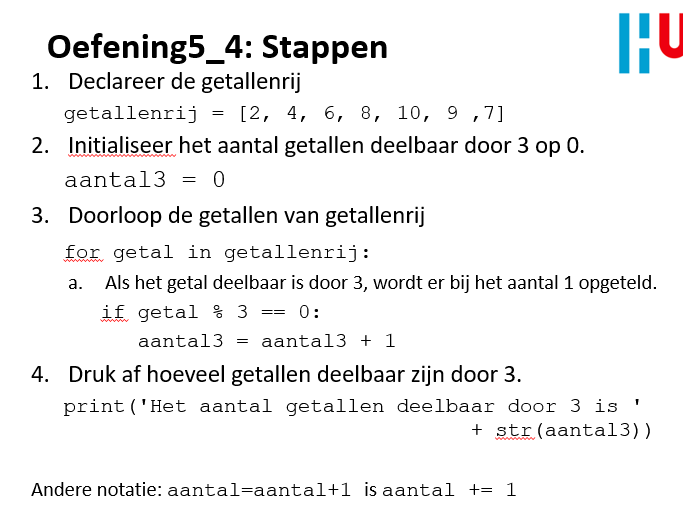 Oefening5_4: Stappen
HU
1. Declareer de getallenrij
getallenrij = [2, 4, 6, 8, 10, 9 ,7]
2. Initialiseer het aantal getallen deelbaar door 3 op 0.
aantal3 = 0
3. Doorloop de getallen van getallenrij
for getal in getallenrij:
a. Als het getal deelbaar is door 3, wordt er bij het aantal 1 opgeteld.
if getal % 3 == 0:
aantal3 = aantal3 + 1
4. Druk af hoeveel getallen deelbaar zijn door 3.
print('Het aantal getallen deelbaar door 3 is '
+ str(aantal3))
Andere notatie: aantal=aantal+1 is aantal += 1